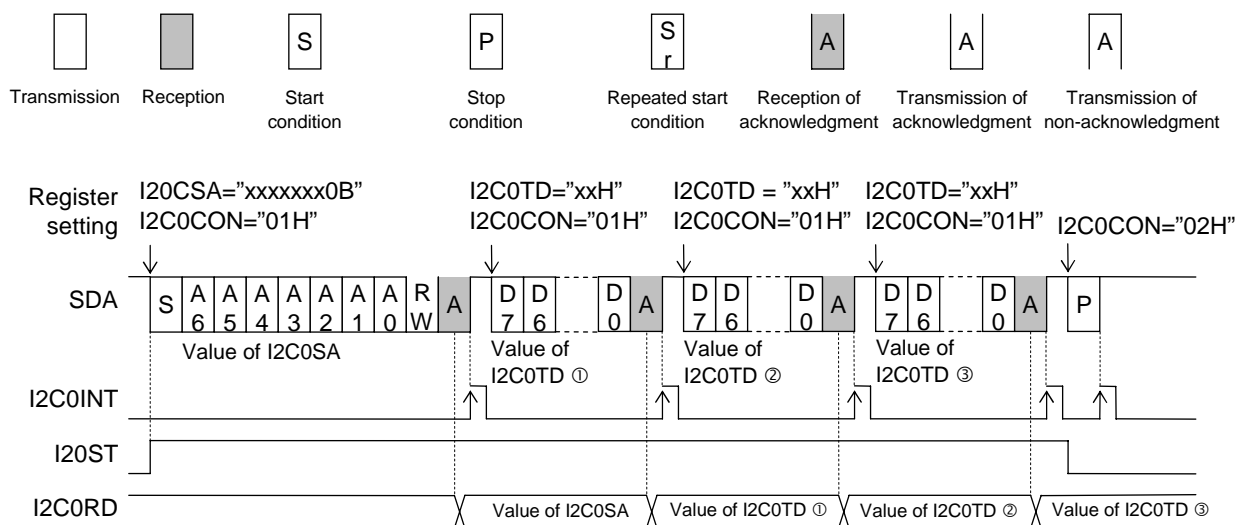 S
P
S
r
A
A
A
Transmission
Reception
Start
condition
Stop
condition
Repeated start
condition
Reception of
acknowledgment
Transmission of
acknowledgment
Transmission of
non-acknowledgment
Register
setting
I20CSA=”xxxxxxx0B”
I2C0CON=”01H”
I2C0TD=”xxH”
I2C0CON=”01H”
I2C0TD = ”xxH”
I2C0CON=”01H”
I2C0TD=”xxH”
I2C0CON=”01H”
I2C0CON=”02H”
SDA
S
A
6
A
5
A
4
A
3
A
2
A
1
A
0
R
W
A
D
7
D
6
D
0
A
D
7
D
6
D
0
A
D
7
D
6
D
0
A
P
Value of I2C0SA
Value of
I2C0TD ①
Value of
I2C0TD ②
Value of
I2C0TD ③
I2C0INT
I20ST
I2C0RD
Value of I2C0SA
Value of I2C0TD ①
Value of I2C0TD ②
Value of I2C0TD ③